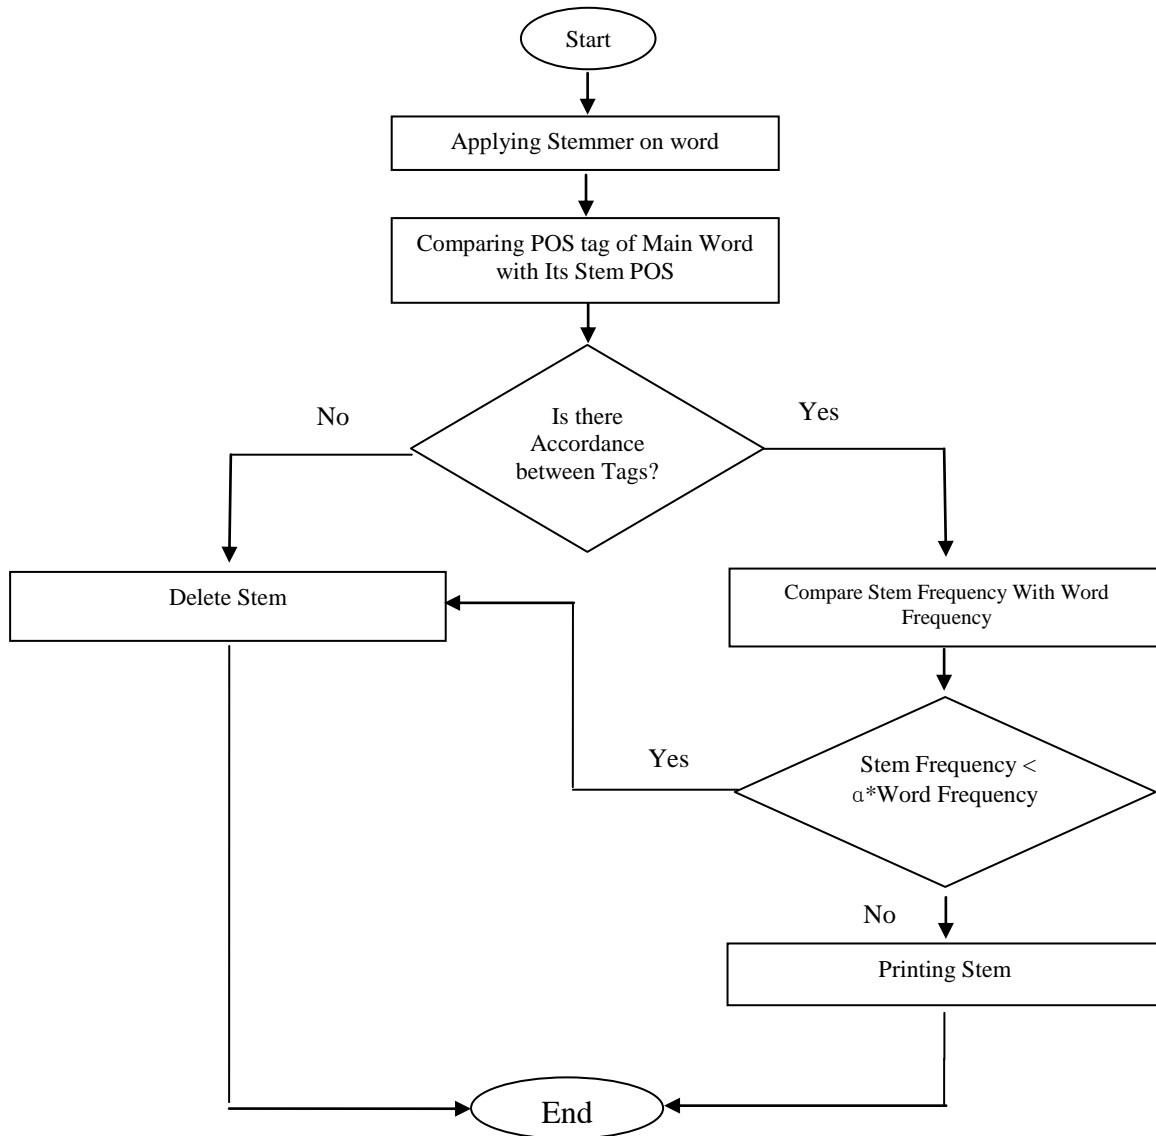 Start
Applying Stemmer on word
Comparing POS tag of Main Word
with Its Stem POS
No
Yes
Is there
Accordance
between Tags?
Delete Stem
Compare Stem Frequency With Word
Frequency
Yes
Stem Frequency <
α*Word Frequency
No
Printing Stem
End